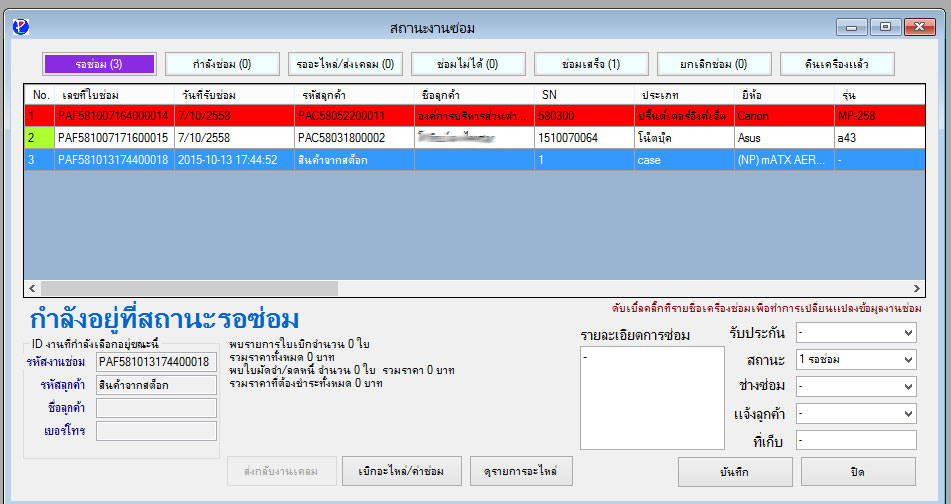 สถานะงานซ่อม
รอซ่อม (3) กำลังซ่อม (0) รออะไหล่/ส่งเคลม (0) ซ่อมไม่ได้ (0) ซ่อมเสร็จ (1) ยกเลิกซ่อม (0) คืนเครื่องแล้ว
No. เลขที่ใบซ่อม วันที่รับซ่อม รหัสลูกค้า ชื่อลูกค้า SN ประเภท ยี่ห้อ รุ่น
1 PAF581007164000014 7/10/2558 PAC58052200011 องค์การบริหารส่วนตำ... 580300 ปริ้นต์เตอร์อิงค์เจ็ต Canon MP-258
2 PAF581007171600015 7/10/2558 PAC58031800002 1510070064 โน๊ตบุ๊ค Asus a43
3 PAF581013174400018 2015-10-13 17:44:52 สินค้าจากสต็อก 1 case (NP) mATX AER... -
ดับเบิ้ลคลิ๊กที่รายชื่อเครื่องซ่อมเพื่อทำการเปลี่ยนแปลงข้อมูลงานซ่อม
กำลังอยู่ที่สถานะรอซ่อม
ID งานที่กำลังเลือกอยู่ขณะนี้
รหัสงานซ่อม PAF581013174400018
รหัสลูกค้า สินค้าจากสต็อก
ชื่อลูกค้า
เบอร์โทร
พบรายการใบเบิกจำนวน 0 ใบ
รวมราคาทั้งหมด 0 บาท
พบใบมัดจำ/ลดหนี้ จำนวน 0 ใบ รวมราคา 0 บาท
รวมราคาที่ต้องชำระทั้งหมด 0 บาท
รายละเอียดการซ่อม
-
รับประกัน -
สถานะ 1 รอซ่อม
ช่างซ่อม -
แจ้งลูกค้า -
ที่เก็บ -
ส่งกลับงานเคลม เบิกอะไหล่/ค่าซ่อม ดูรายการอะไหล่ บันทึก ปิด